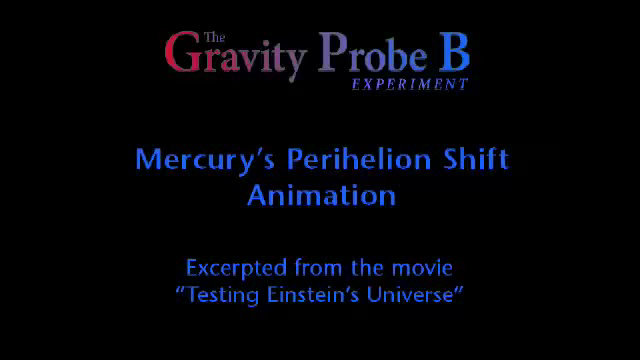 The
Gravity Probe B
EXPERIMENT
Mercury’s Perihelion Shift
Animation
Excerpted from the movie
“Testing Einstein’s Universe”